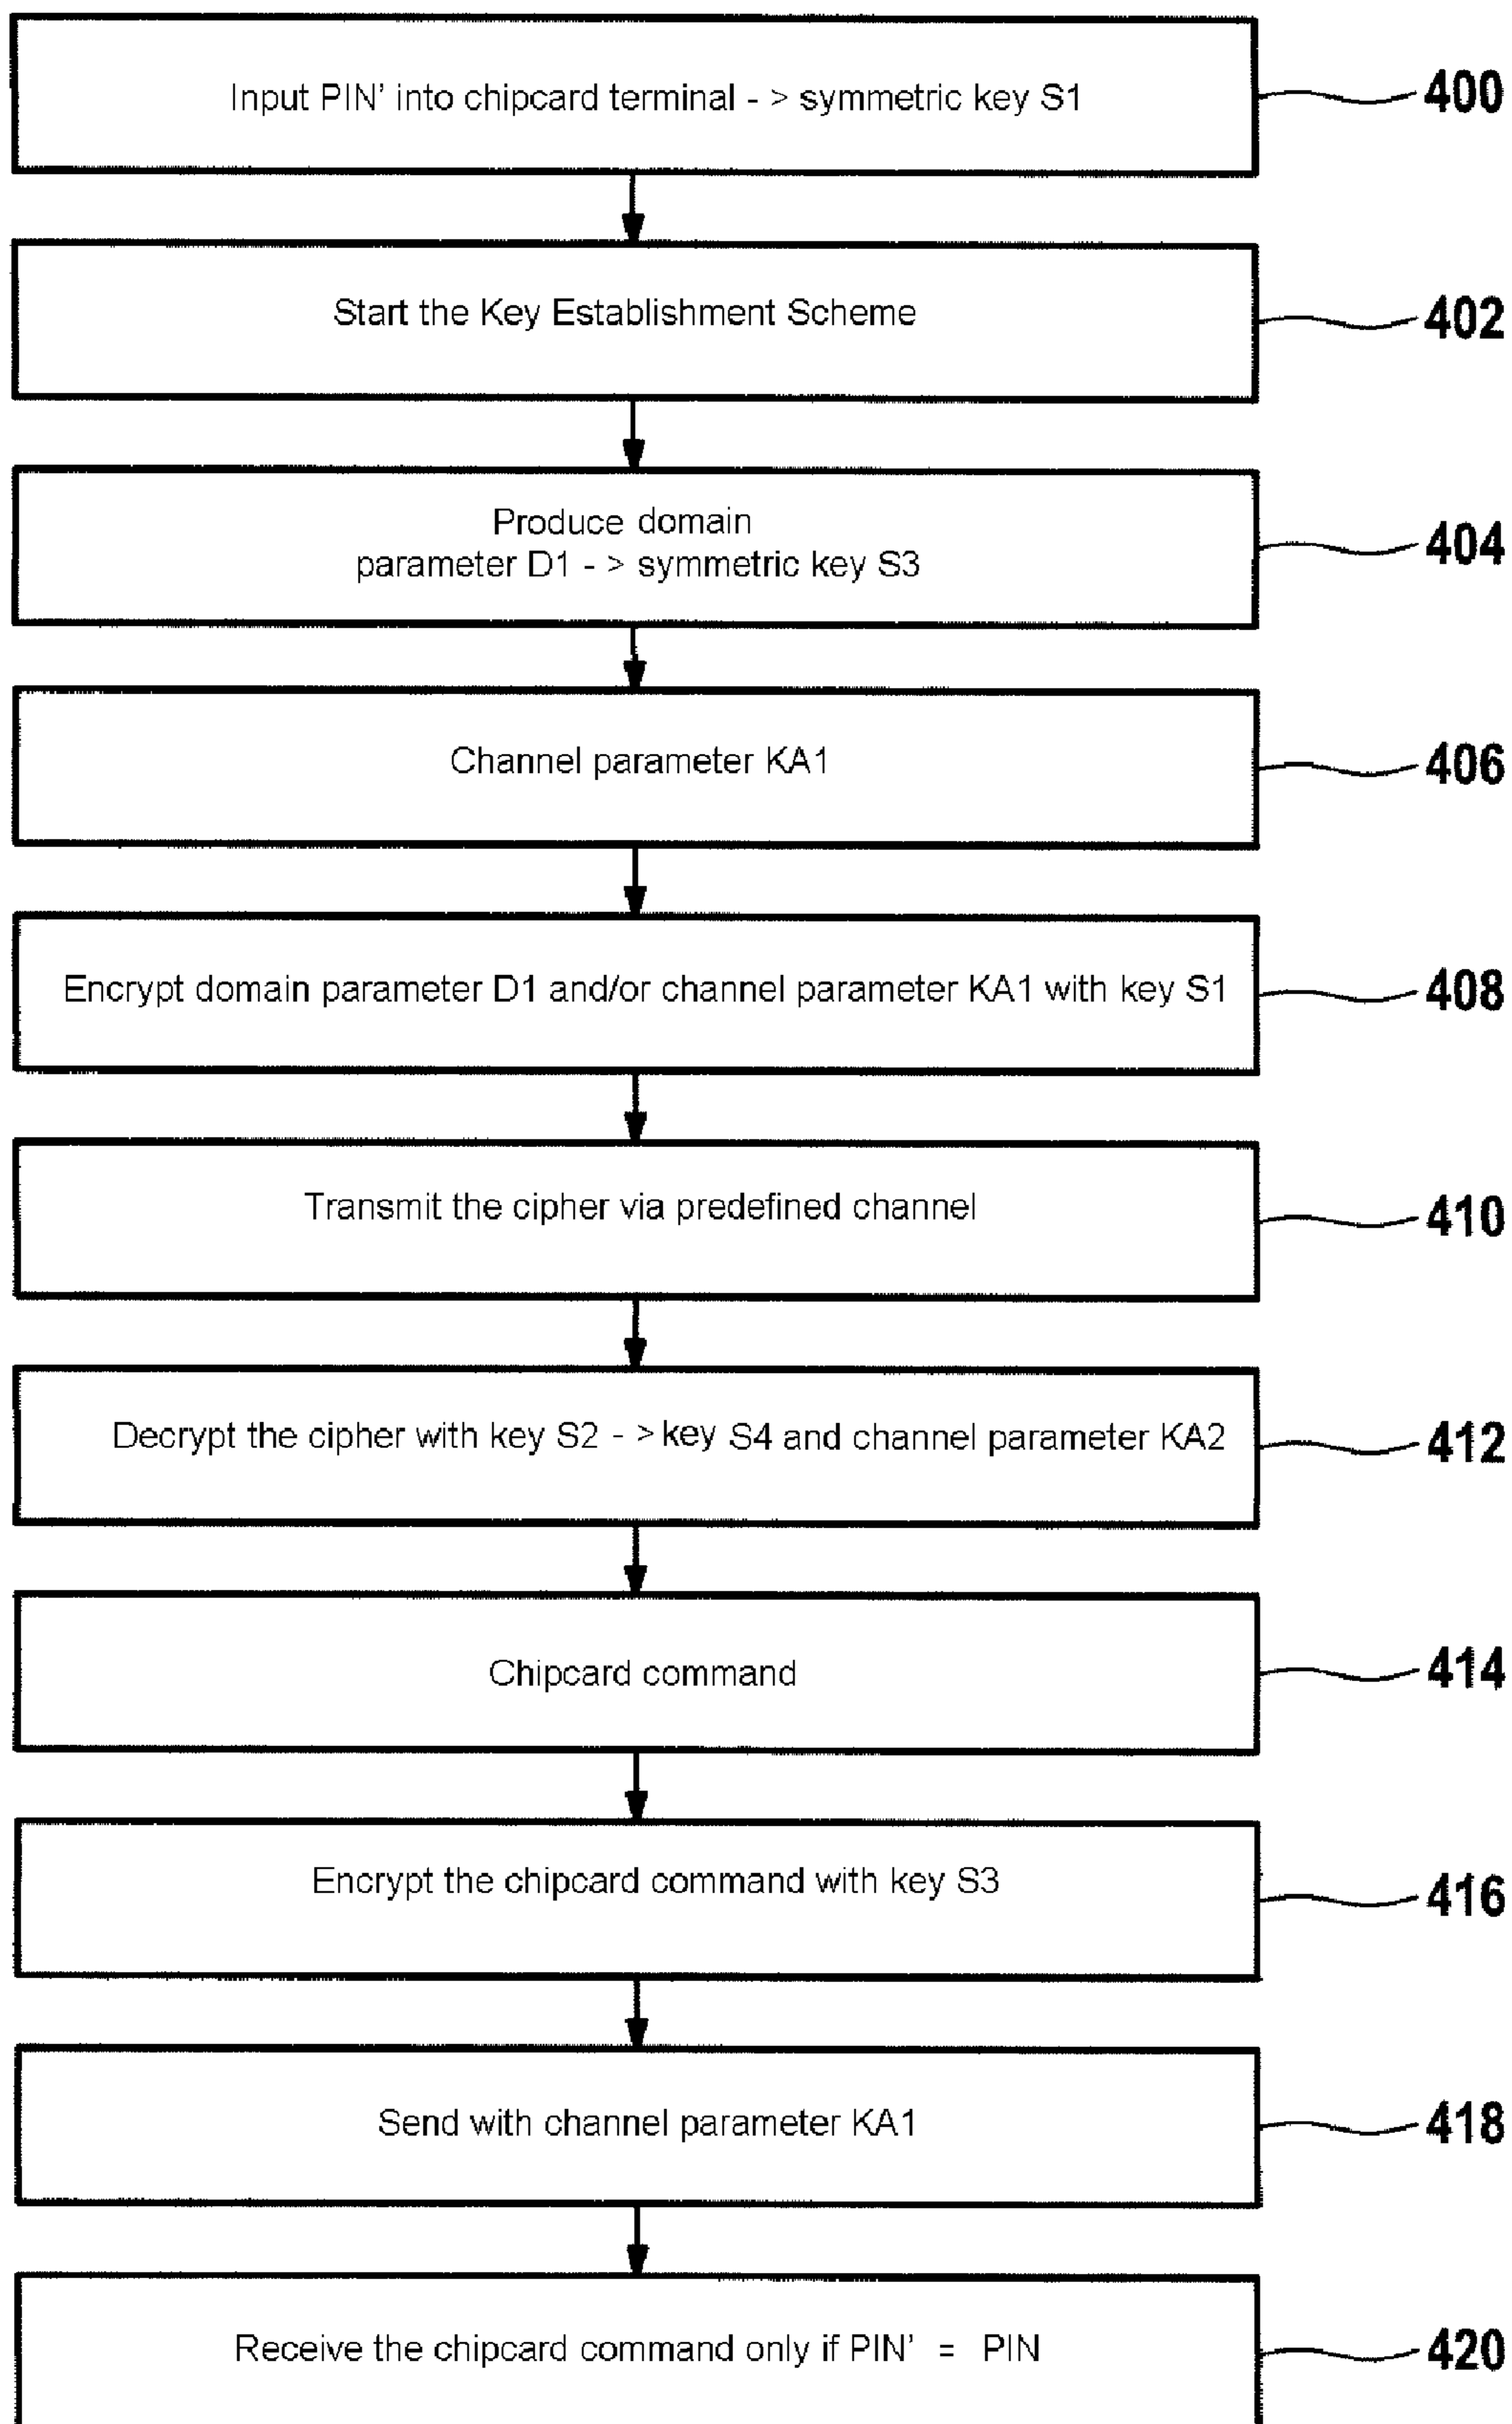 Input PIN' into chipcard terminal - > symmetric key S1
400
Start the Key Establishment Scheme
402
Produce domain
parameter D1 - > symmetric key S3
404
Channel parameter KA1
406
Encrypt domain parameter D1 and/or channel parameter KA1 with key S1
408
Transmit the cipher via predefined channel
410
Decrypt the cipher with key S2 - > key S4 and channel parameter KA2
412
Chipcard command
414
Encrypt the chipcard command with key S3
416
Send with channel parameter KA1
418
Receive the chipcard command only if PIN' = PIN
420